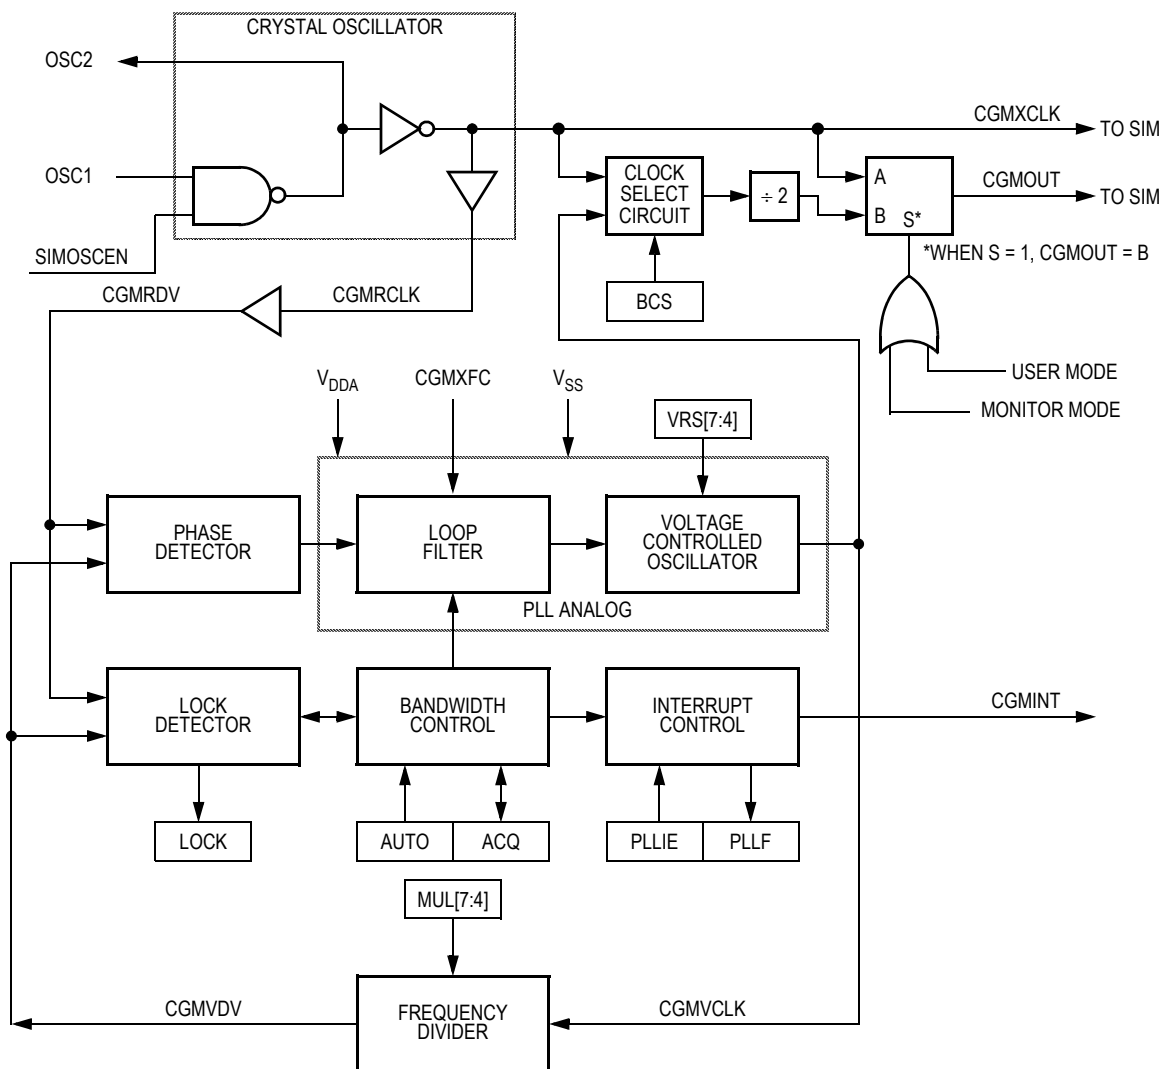 CRYSTAL OSCILLATOR
OSC2
CGMXCLK
TO SIM
OSC1
CLOCK
SELECT
CIRCUIT
÷ 2
A
B
S*
CGMOUT
TO SIM
*WHEN S = 1, CGMOUT = B
SIMOSCEN
CGMRDV
CGMRCLK
BCS
USER MODE
MONITOR MODE
VDDA
CGMXFC
VSS
VRS[7:4]
PHASE
DETECTOR
LOOP
FILTER
VOLTAGE
CONTROLLED
OSCILLATOR
PLL ANALOG
LOCK
DETECTOR
BANDWIDTH
CONTROL
INTERRUPT
CONTROL
CGMINT
LOCK
AUTO
ACQ
PLLIE
PLLF
MUL[7:4]
CGMVDV
FREQUENCY
DIVIDER
CGMVCLK